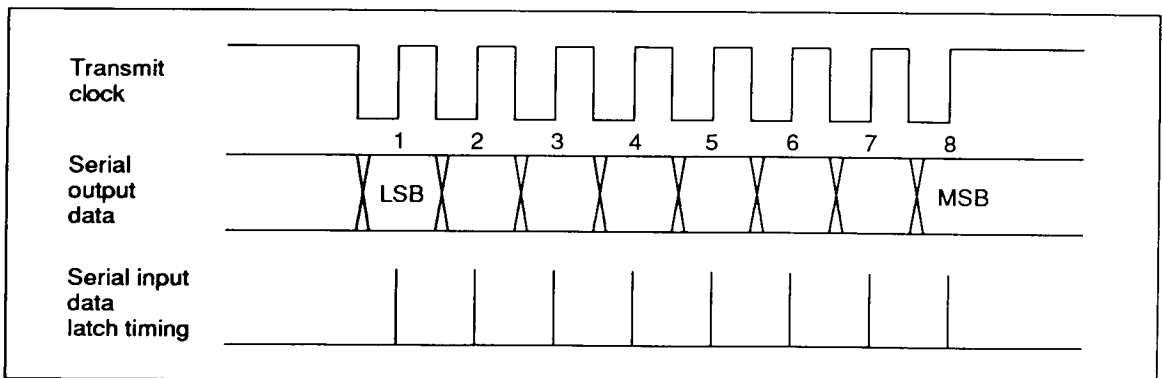 Transmit
clock
1 2 3 4 5 6 7 8
Serial
output
data
LSB MSB
Serial input
data
latch timing